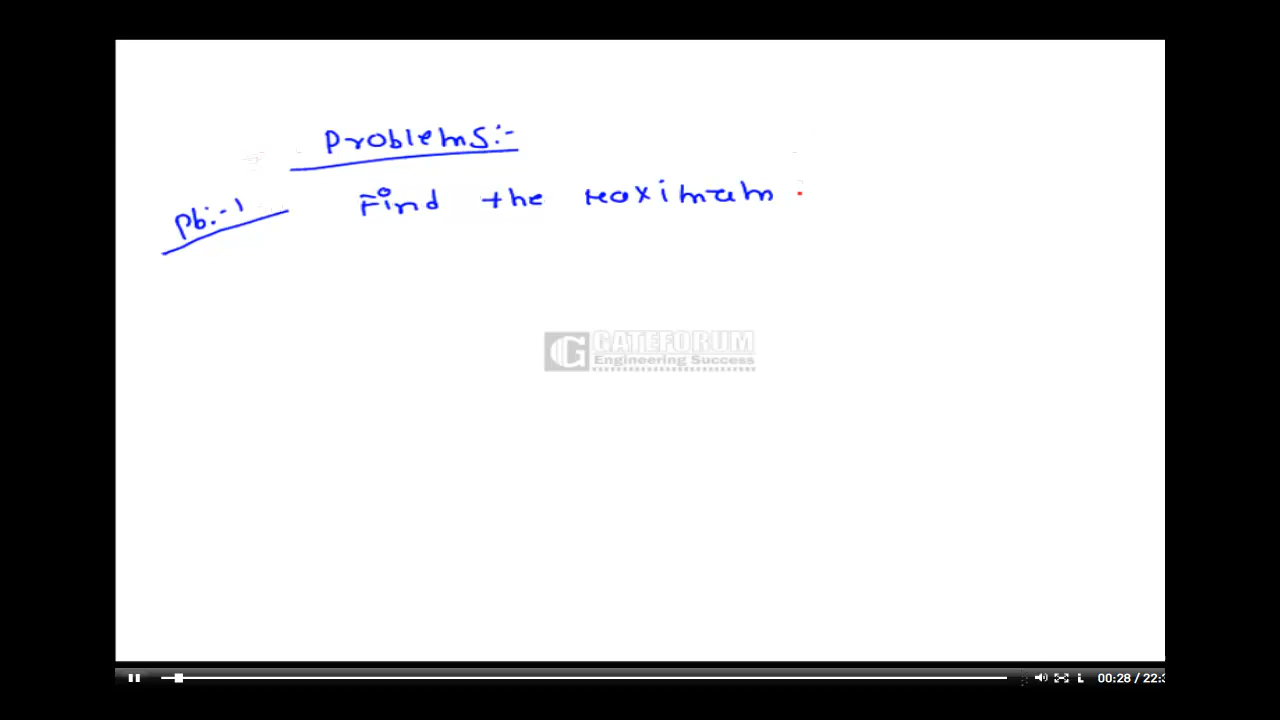 Problems:-
Pb:-1 Find the maximum
GATEFORUM
Engineering Success
00:28 / 22:3